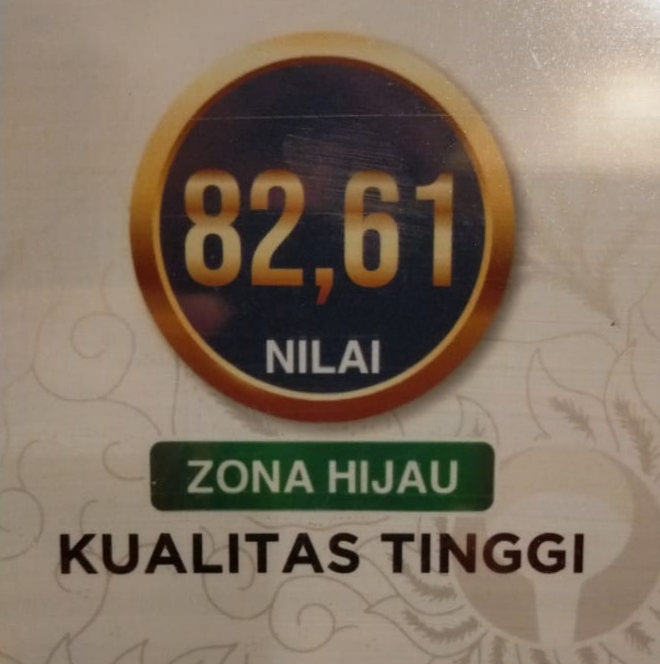 82,61
NILAI
ZONA HIJAU
KUALITAS TINGGI